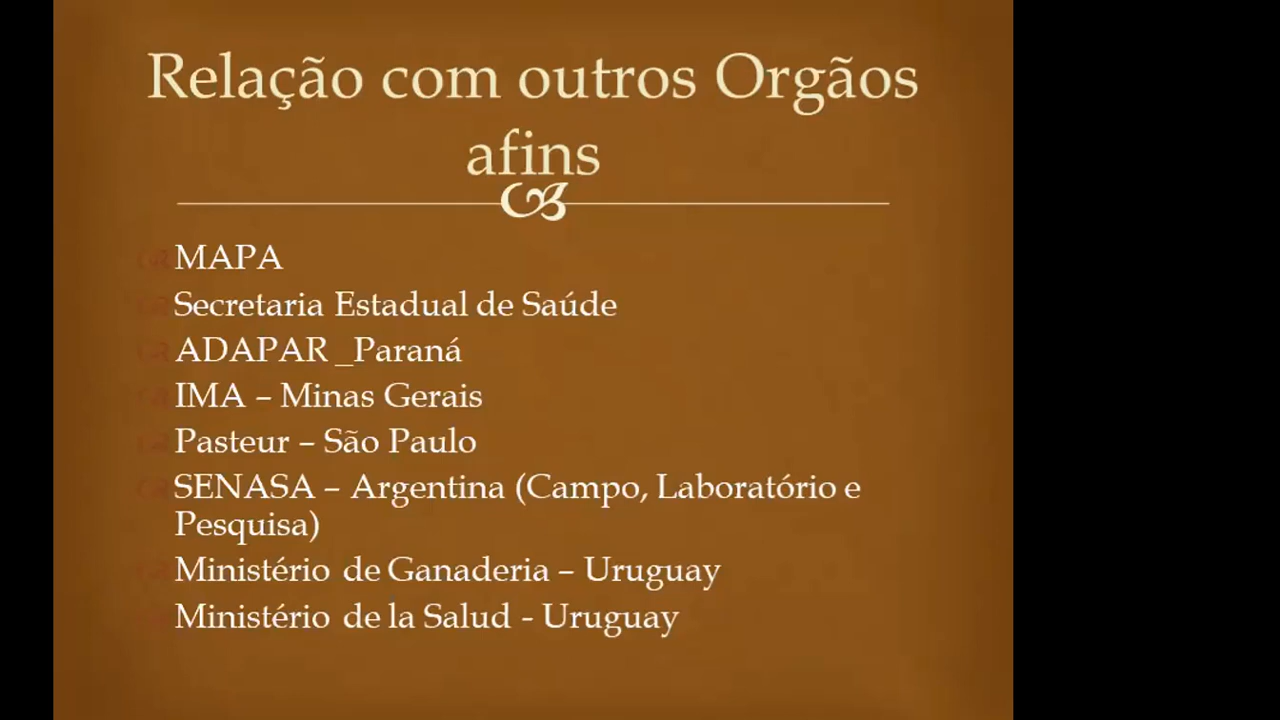 Relação com outros Orgãos
afins
MAPA
Secretaria Estadual de Saúde
ADAPAR _Paraná
IMA – Minas Gerais
Pasteur – São Paulo
SENASA – Argentina (Campo, Laboratório e
Pesquisa)
Ministério de Ganaderia – Uruguay
Ministério de la Salud - Uruguay